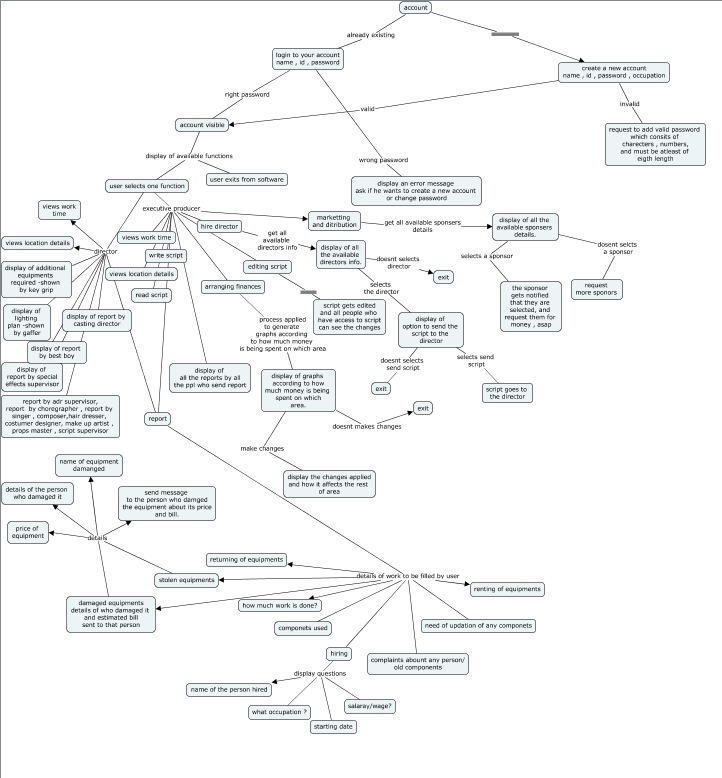 account
already existing
login to your account
name , id , password
create a new account
name , id , password , occupation
right password
invalid
valid
account visible
request to add valid password
which consits of
charecters , numbers,
and must be atleast of
eigth length
display of available functions
wrong password
user exits from software
user selects one function
display an error message
ask if he wants to create a new account
or change password
views work
time
executive producer
marketting
and ditribution
get all available sponsers
details
display of all the
available sponsers
details.
hire director
views work time
get all
available
directors info
views location details
director
write script
display of all
the available
directors info.
doesnt selects
director
exit
selects a sponsor
dosent selcts
a sponsor
display of additional
equipments
required -shown
by key grip
views location details
editing script
arranging finances
selects
the director
the sponsor
gets notified
that they are
selected, and
request them for
money , asap
request
more sponors
read script
display of
lighting
plan -shown
by gaffer
display of report by
casting director
process applied
to generate
graphs according
to how much money
is being spent on which area
script gets edited
and all people who
have access to script
can see the changes
display of
option to send the
script to the
director
display of report
by best boy
display of
report by special
effects supervisor
display of
all the reports by all
the ppl who send report
display of graphs
according to how
much money is being
spent on which
area.
doesnt selects
send script
selects send
script
exit
script goes to
the director
report by adr supervisor,
report by choregrapher , report by
singer , composer,hair dresser,
costumer designer, make up artist ,
props master , script supervisor
report
exit
doesnt makes changes
make changes
name of equipment
damanged
display the changes applied
and how it affects the rest
of area
details of the person
who damaged it
send message
to the person who damged
the equipment about its price
and bill.
price of
equipment
details
returning of equipments
stolen equipments
details of work to be filled by user
renting of equipments
damaged equipments
details of who damaged it
and estimated bill
sent to that person
how much work is done?
componets used
need of updation of any componets
hiring
complaints abount any person/
old components
display questions
name of the person hired
what occupation ?
salaray/wage?
starting date